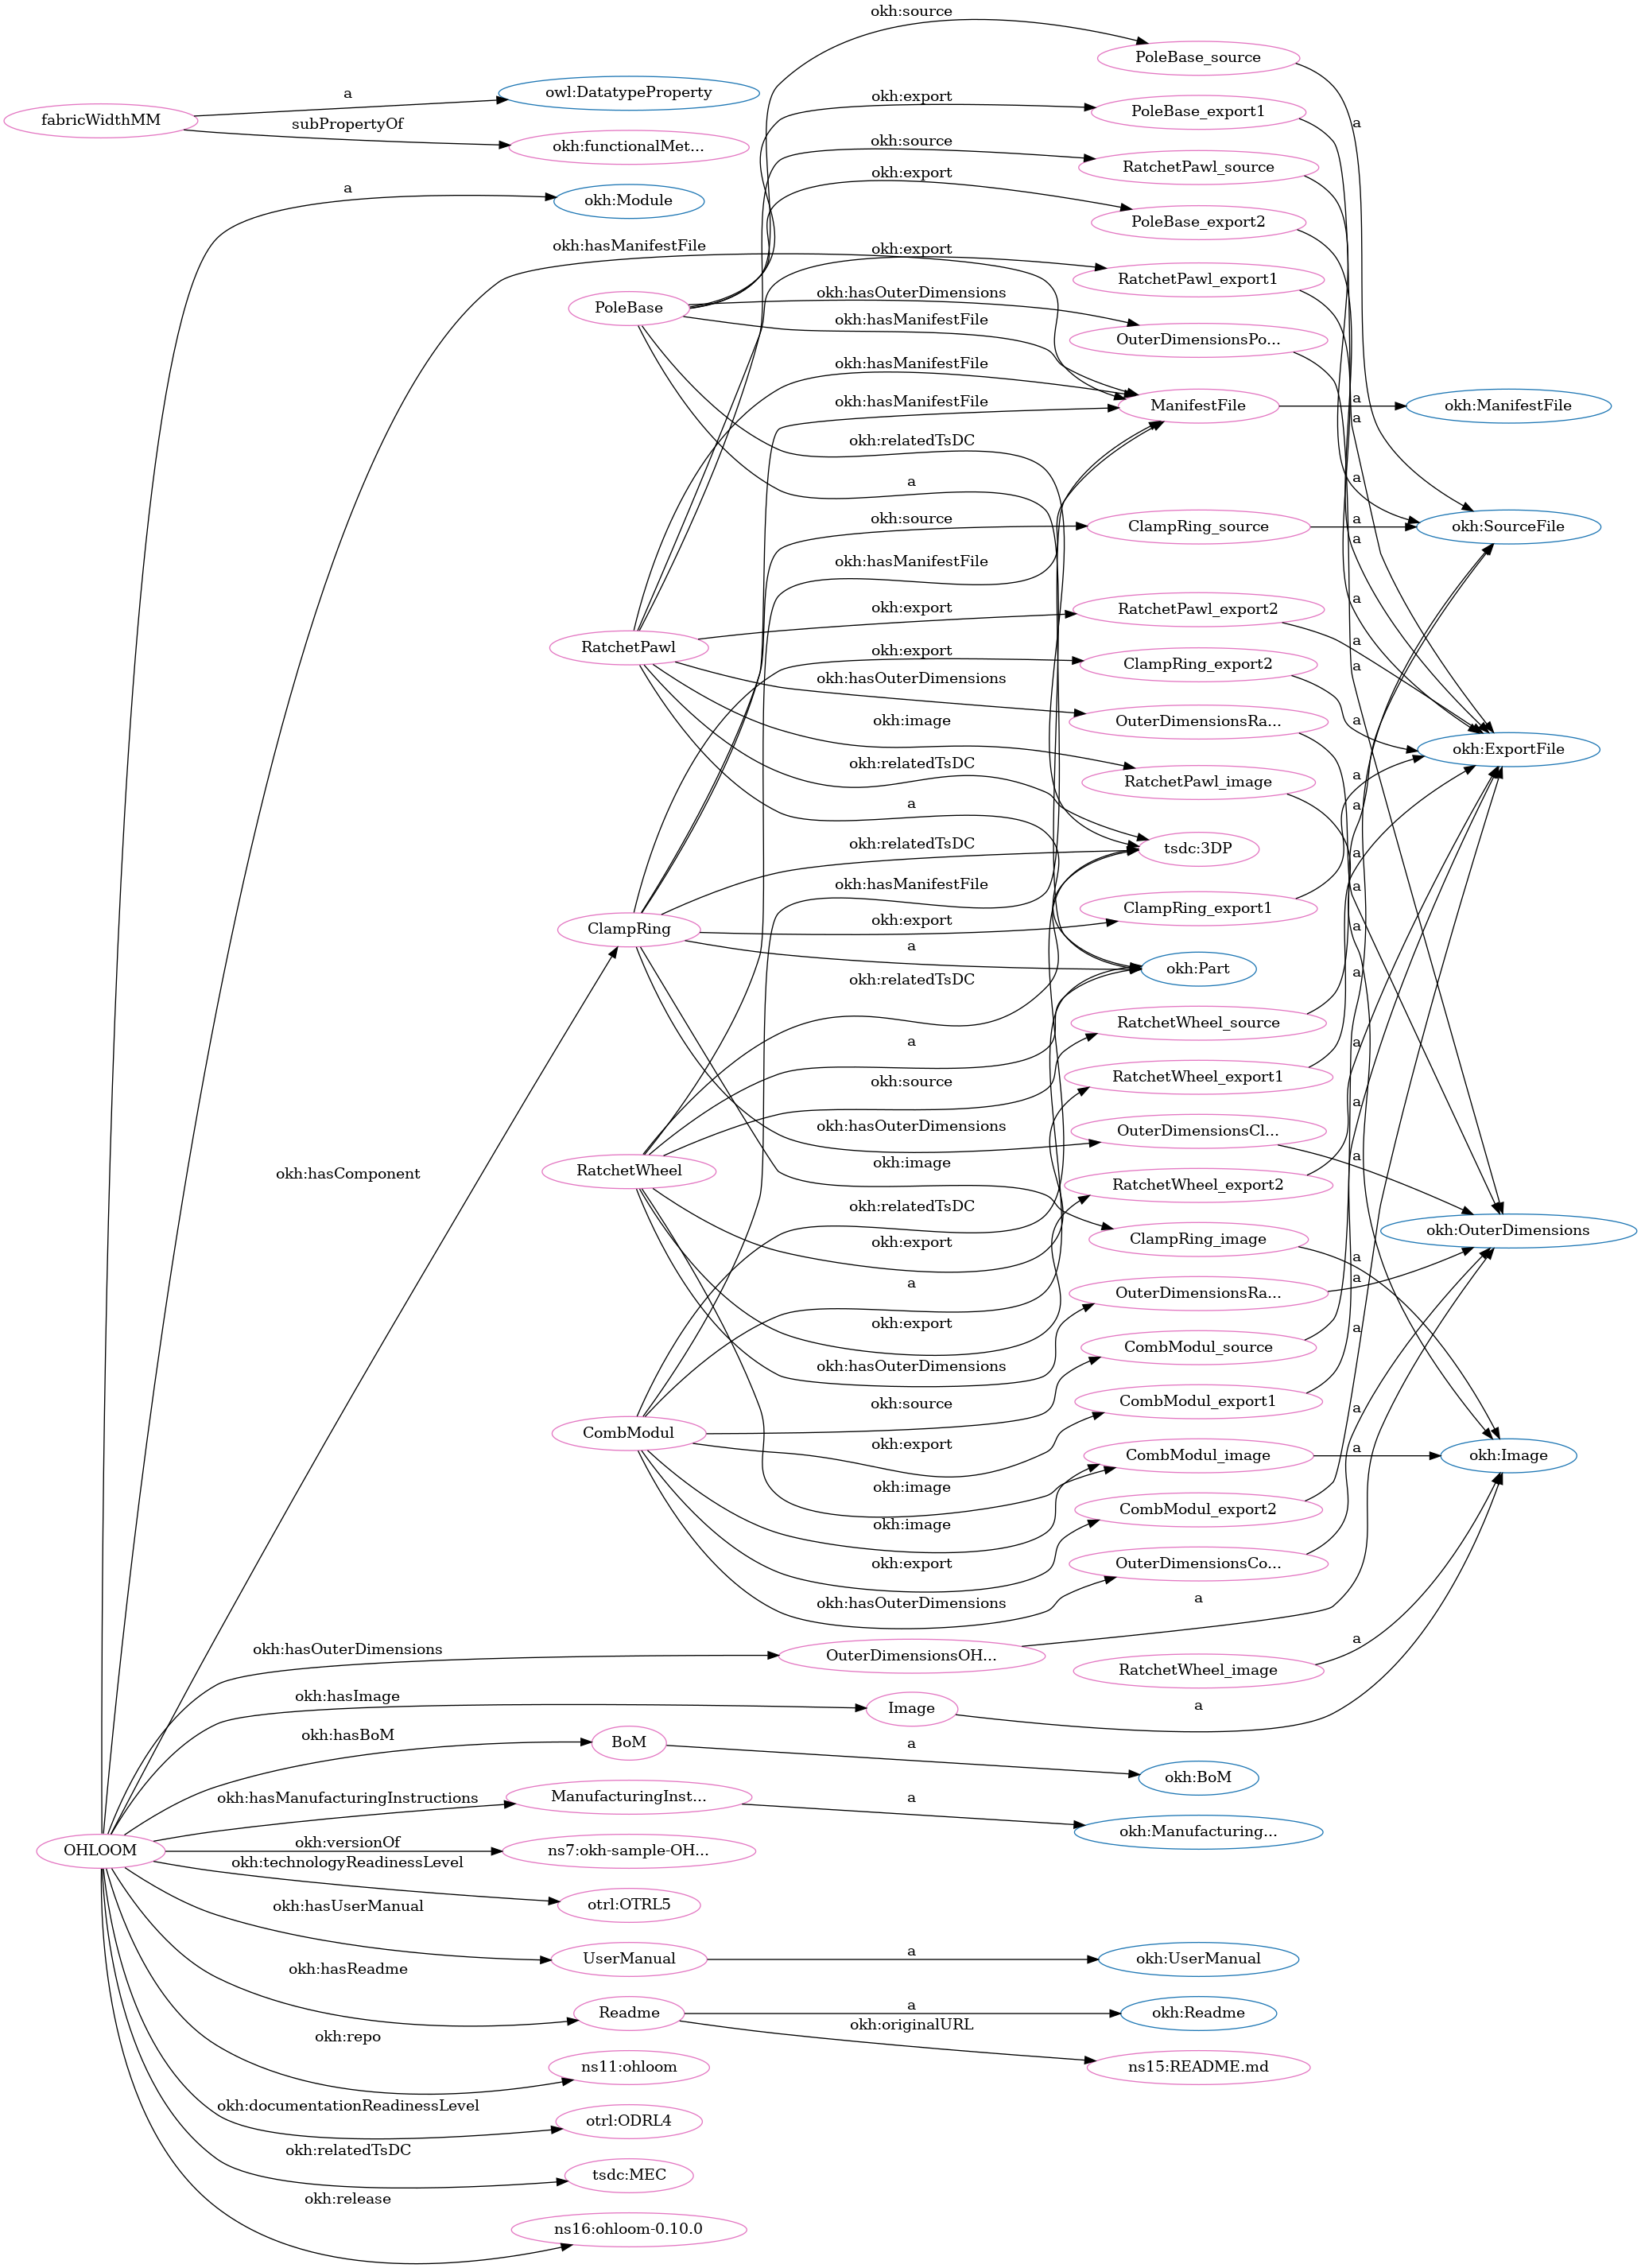 okh:source
PoleBase_source
fabricWidthMM
a
owl:DatatypeProperty
subPropertyOf
okh:functionalMet...
okh:export
PoleBase_export1
a
okh:source
RatchetPawl_source
okh:export
PoleBase_export2
a
okh:Module
okh:hasManifestFile
okh:export
RatchetPawl_export1
PoleBase
okh:hasOuterDimensions
OuterDimensionsPo...
okh:hasManifestFile
okh:hasManifestFile
okh:hasManifestFile
ManifestFile
a
okh:ManifestFile
a
okh:relatedTsDC
a
a
okh:source
ClampRing_source
a
okh:SourceFile
a
okh:hasManifestFile
RatchetPawl
okh:export
RatchetPawl_export2
a
a
okh:export
ClampRing_export2
a
okh:hasOuterDimensions
OuterDimensionsRa...
a
okh:image
okh:ExportFile
okh:relatedTsDC
RatchetPawl_image
a
a
a
okh:relatedTsDC
tsdc:3DP
a
okh:hasManifestFile
a
ClampRing
okh:export
ClampRing_export1
a
a
okh:Part
a
okh:relatedTsDC
RatchetWheel_source
a
a
okh:source
RatchetWheel_export1
a
okh:hasOuterDimensions
OuterDimensionsCl...
a
okh:hasComponent
RatchetWheel
okh:image
RatchetWheel_export2
okh:relatedTsDC
okh:export
ClampRing_image
okh:OuterDimensions
a
a
a
OuterDimensionsRa...
okh:export
a
okh:hasOuterDimensions
CombModul_source
okh:source
CombModul_export1
a
CombModul
okh:export
CombModul_image
a
okh:Image
okh:image
okh:image
CombModul_export2
okh:export
OuterDimensionsCo...
okh:hasOuterDimensions
a
okh:hasOuterDimensions
OuterDimensionsOH...
a
RatchetWheel_image
okh:hasImage
Image
a
okh:hasBoM
BoM
a
okh:BoM
okh:hasManufacturingInstructions
ManufacturingInst...
a
okh:Manufacturing...
OHLOOM
okh:versionOf
ns7:okh-sample-OH...
okh:technologyReadinessLevel
otrl:OTRL5
okh:hasUserManual
UserManual
a
okh:UserManual
okh:hasReadme
Readme
a
okh:Readme
okh:originalURL
ns15:README.md
okh:repo
ns11:ohloom
okh:documentationReadinessLevel
otrl:ODRL4
okh:relatedTsDC
tsdc:MEC
okh:release
ns16:ohloom-0.10.0